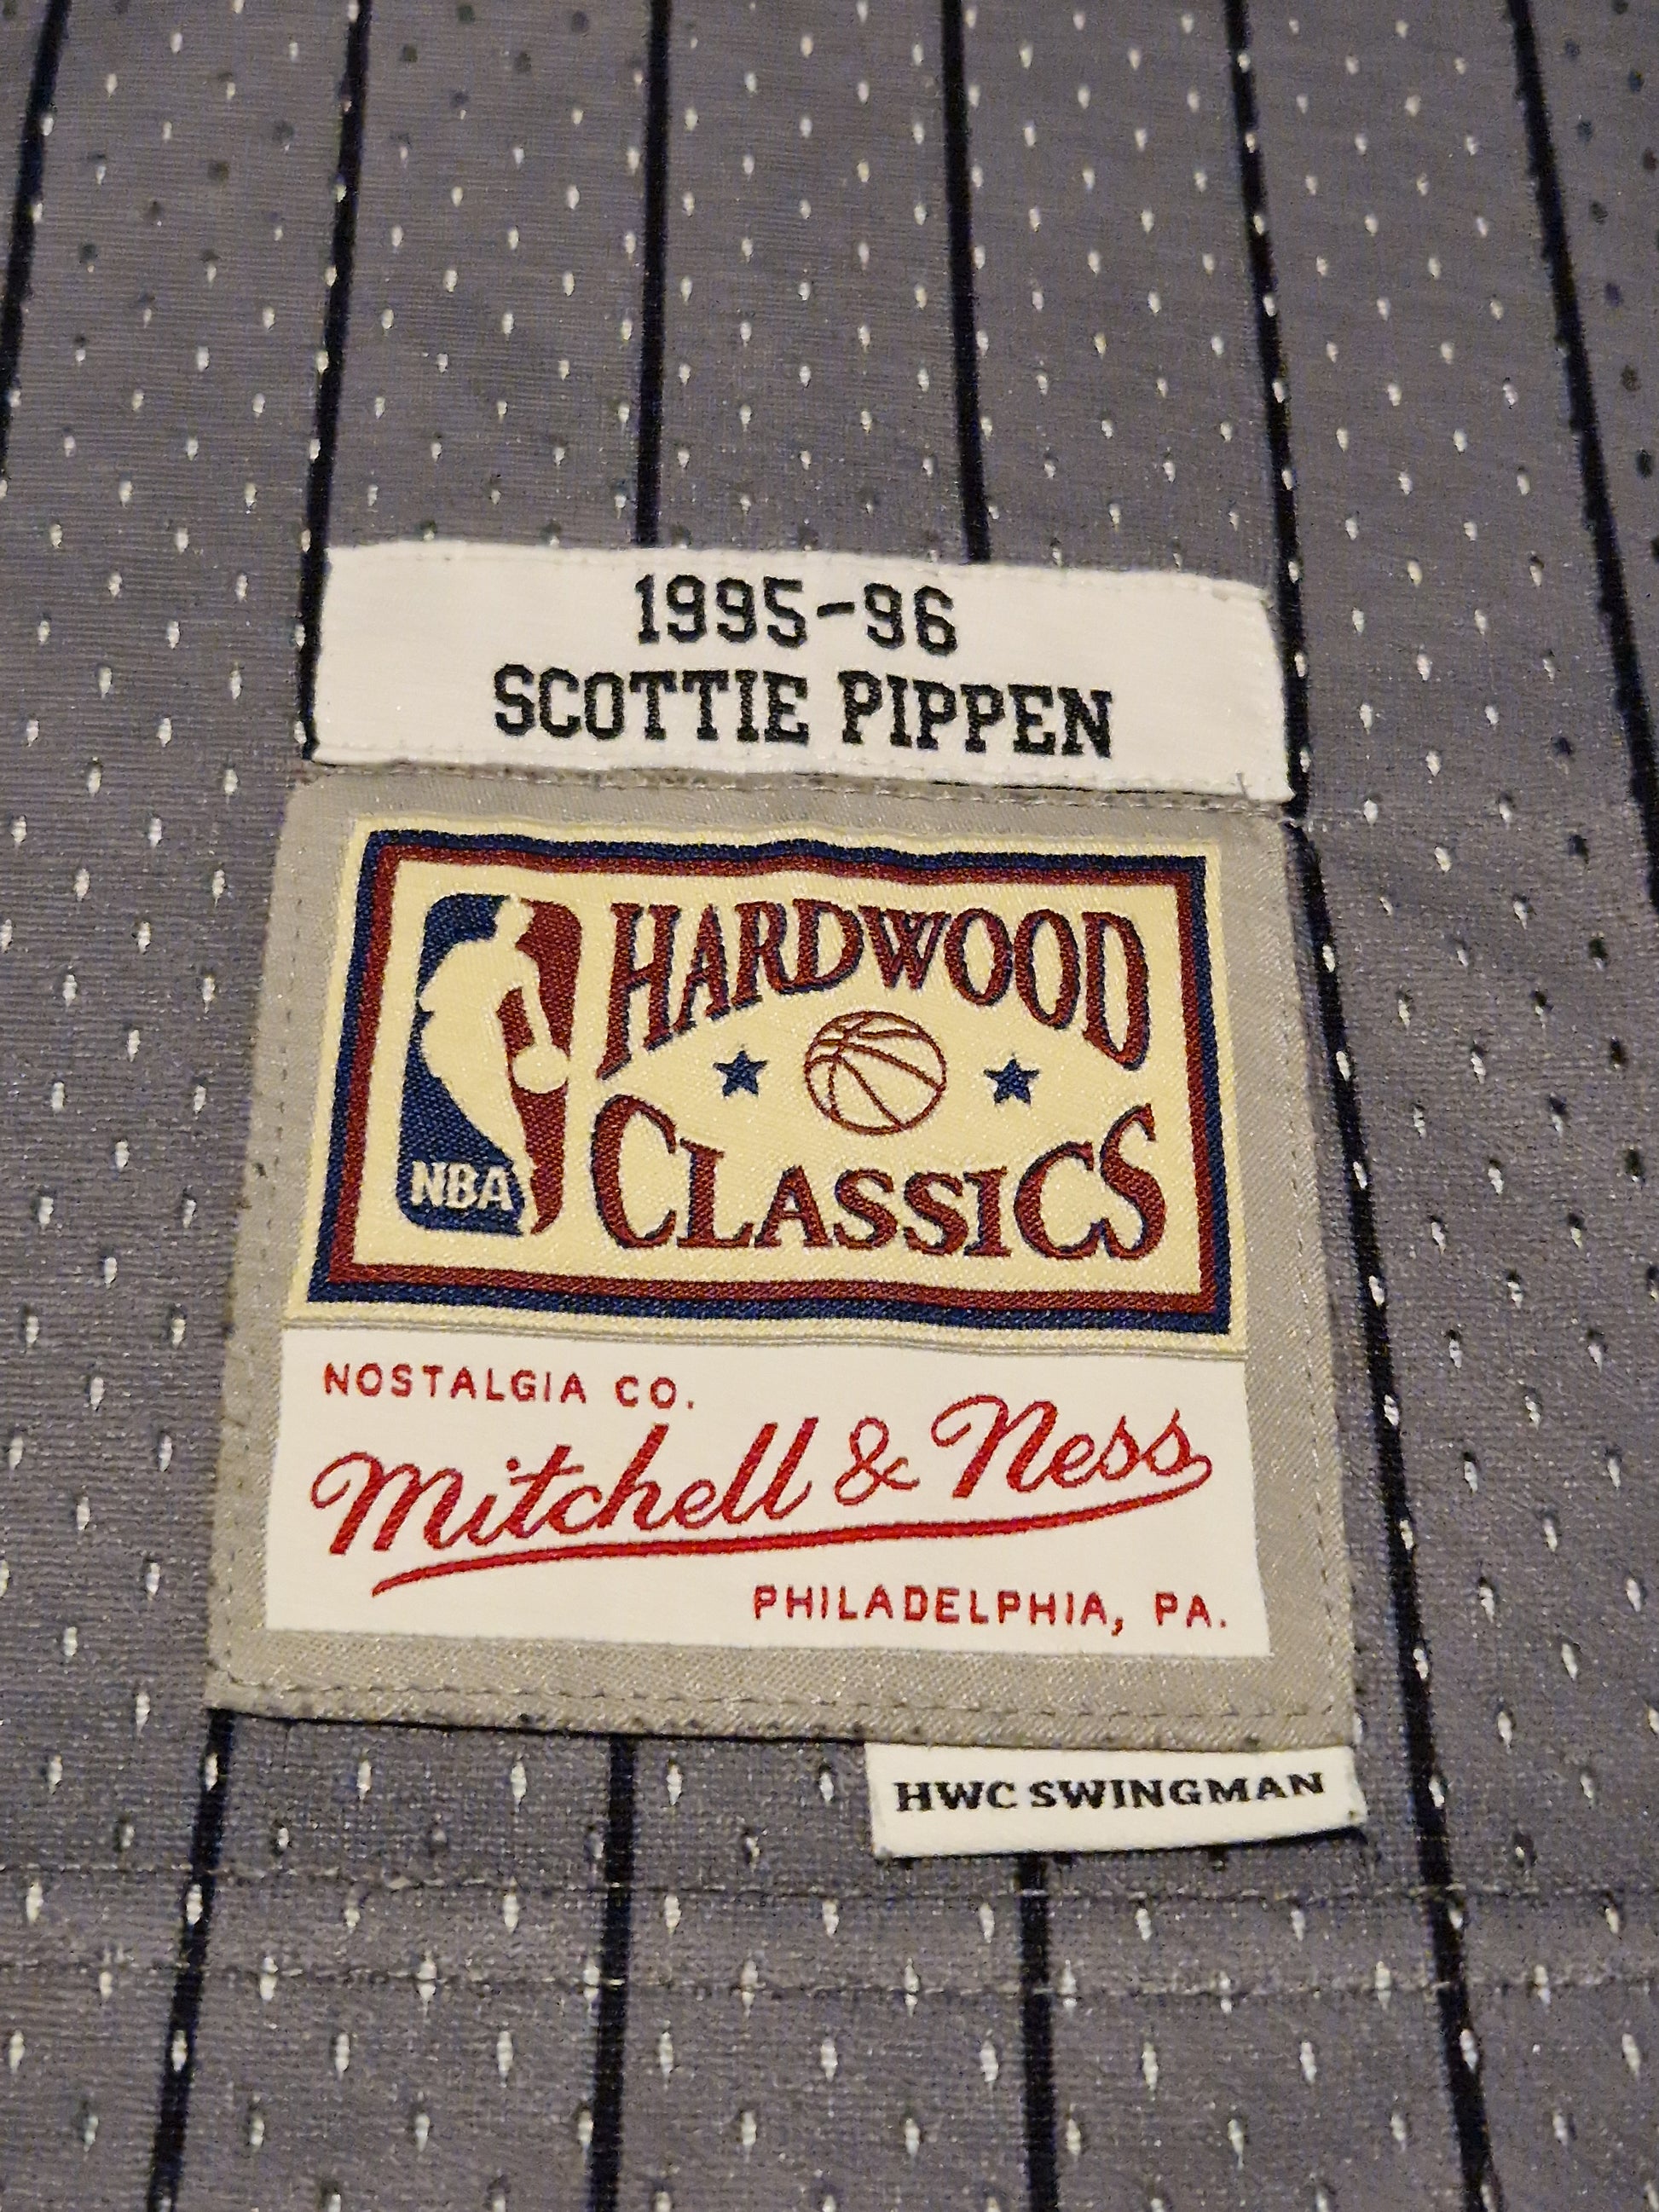 1995-96
SCOTTIE PIPPEN
HARDWOOD
CLASSICS
NBA
NOSTALGIA CO.
Mitchell & Ness
PHILADELPHIA, PA.
HWC SWINGMAN